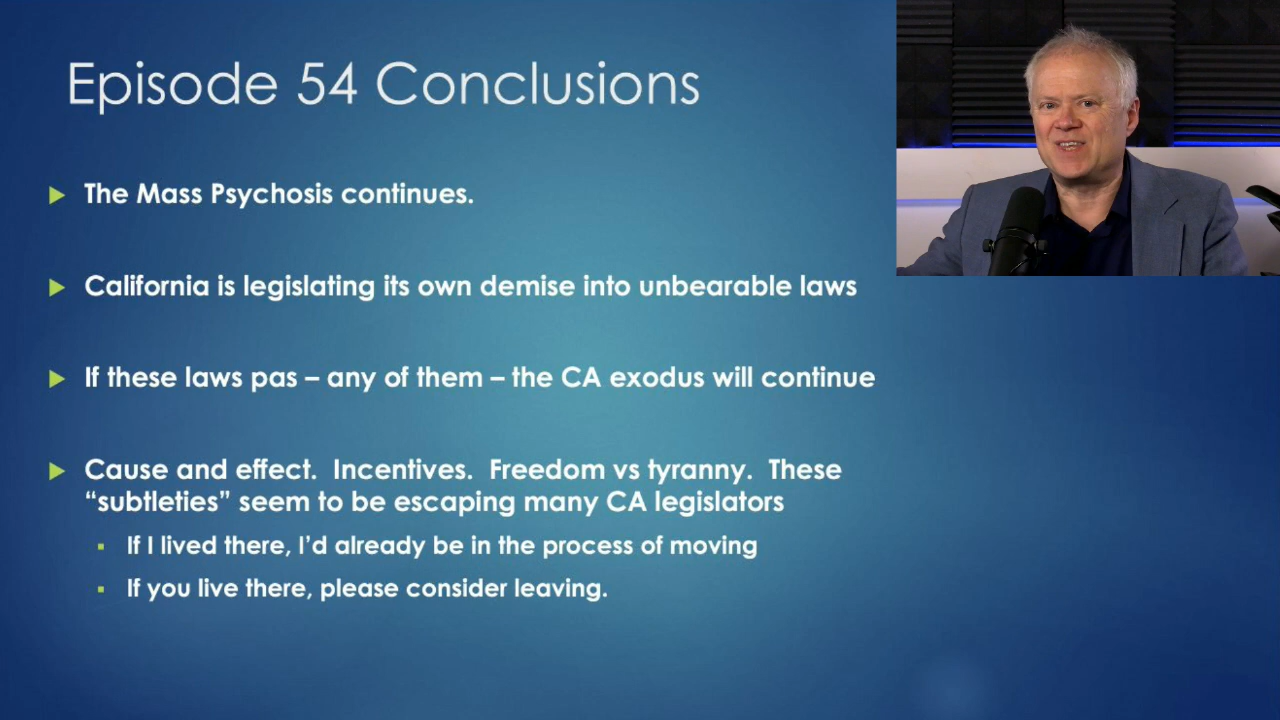 Episode 54 Conclusions
The Mass Psychosis continues.
California is legislating its own demise into unbearable laws
If these laws pas – any of them – the CA exodus will continue
Cause and effect.  Incentives.  Freedom vs tyranny.  These
“subtleties” seem to be escaping many CA legislators
If I lived there, I’d already be in the process of moving
If you live there, please consider leaving.